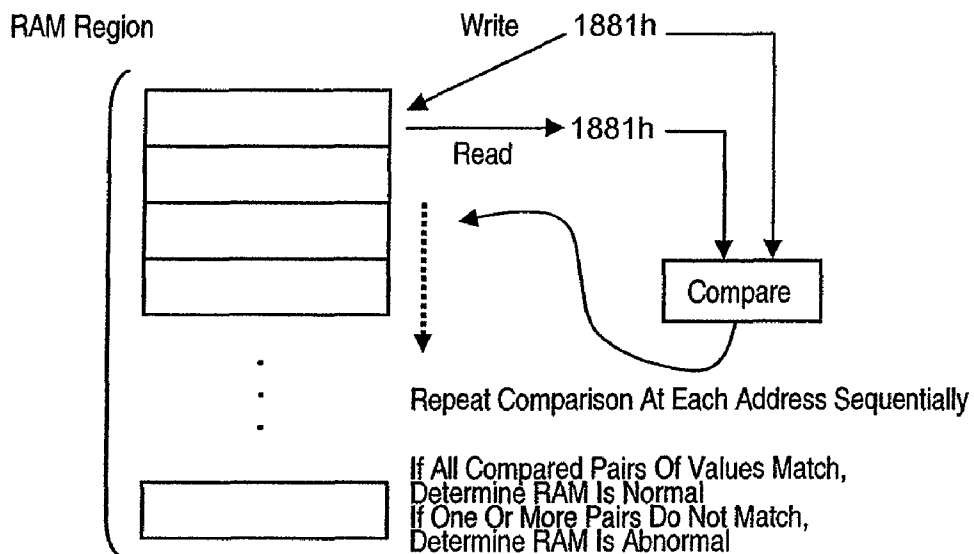 RAM Region
Write 1881h
Read 1881h
Compare
Repeat Comparison At Each Address Sequentially
If All Compared Pairs Of Values Match,
Determine RAM Is Normal
If One Or More Pairs Do Not Match,
Determine RAM Is Abnormal